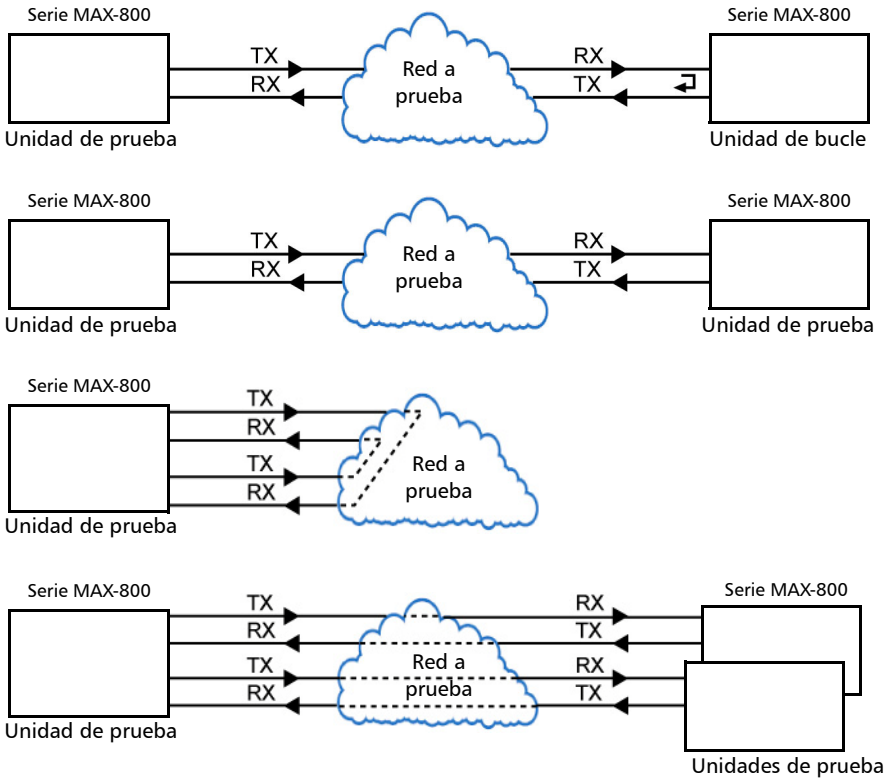 Serie MAX-800
Serie MAX-800
TX
RX
Red a
prueba
RX
TX
Unidad de prueba
Unidad de bucle
Serie MAX-800
Serie MAX-800
TX
RX
Red a
prueba
RX
TX
Unidad de prueba
Unidad de prueba
Serie MAX-800
TX
RX
TX
RX
Red a
prueba
Unidad de prueba
Serie MAX-800
Serie MAX-800
TX
RX
TX
RX
Red a
prueba
RX
TX
RX
TX
Unidad de prueba
Unidades de prueba